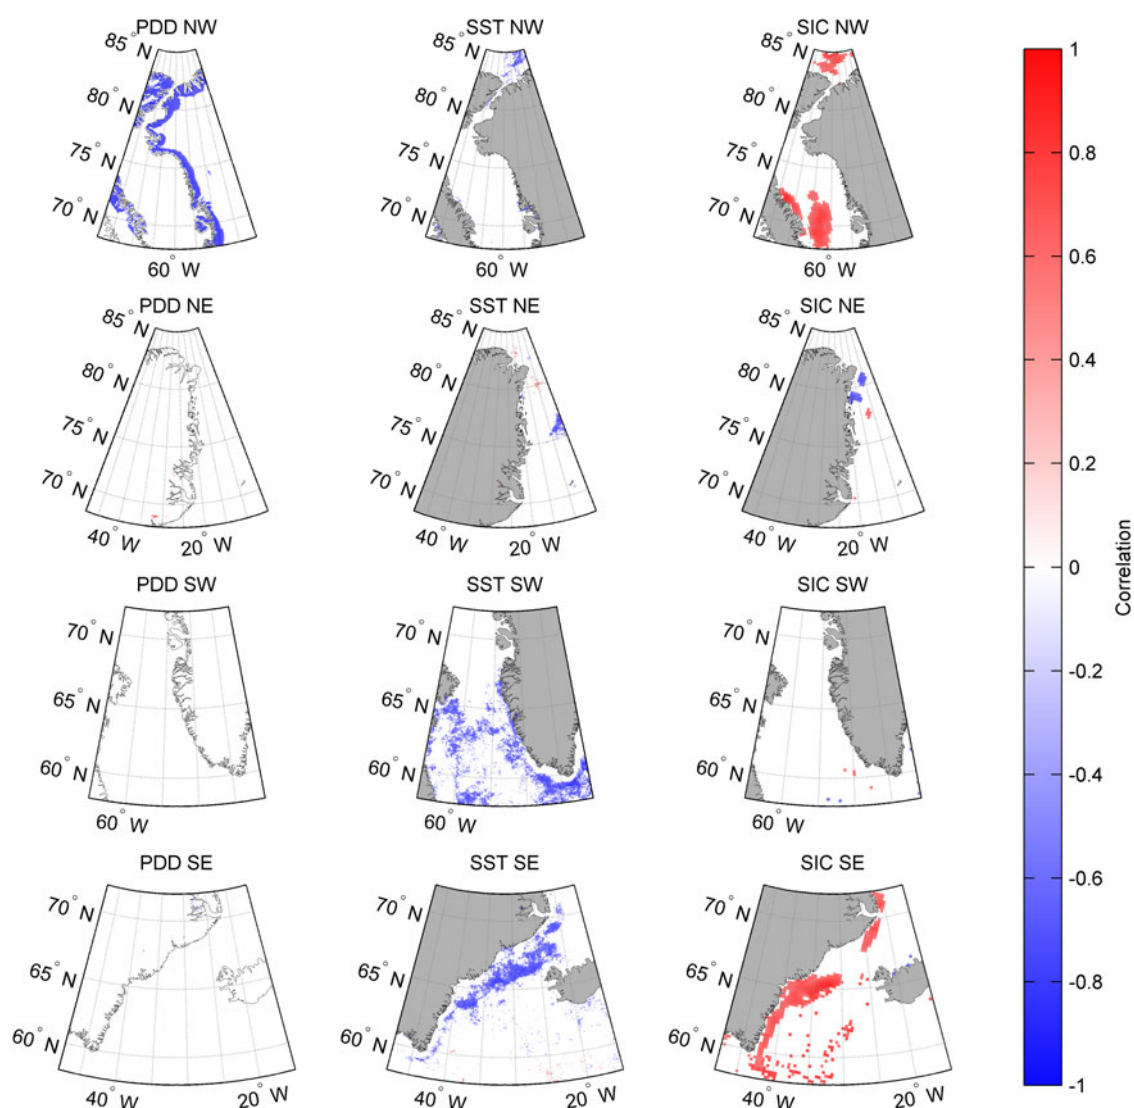 PDD NW
SST NW
SIC NW
85° N
80° N
75° N
70° N
60° W
85° N
80° N
75° N
70° N
60° W
85° N
80° N
75° N
70° N
60° W
PDD NE
SST NE
SIC NE
85° N
80° N
75° N
70° N
40° W
20° W
85° N
80° N
75° N
70° N
40° W
20° W
85° N
80° N
75° N
70° N
40° W
20° W
PDD SW
SST SW
SIC SW
70° N
65° N
60° N
60° W
70° N
65° N
60° N
60° W
70° N
65° N
60° N
60° W
PDD SE
SST SE
SIC SE
70° N
65° N
60° N
40° W
20° W
70° N
65° N
60° N
40° W
20° W
70° N
65° N
60° N
40° W
20° W
1
0.8
0.6
0.4
0.2
0
-0.2
-0.4
-0.6
-0.8
-1
Correlation